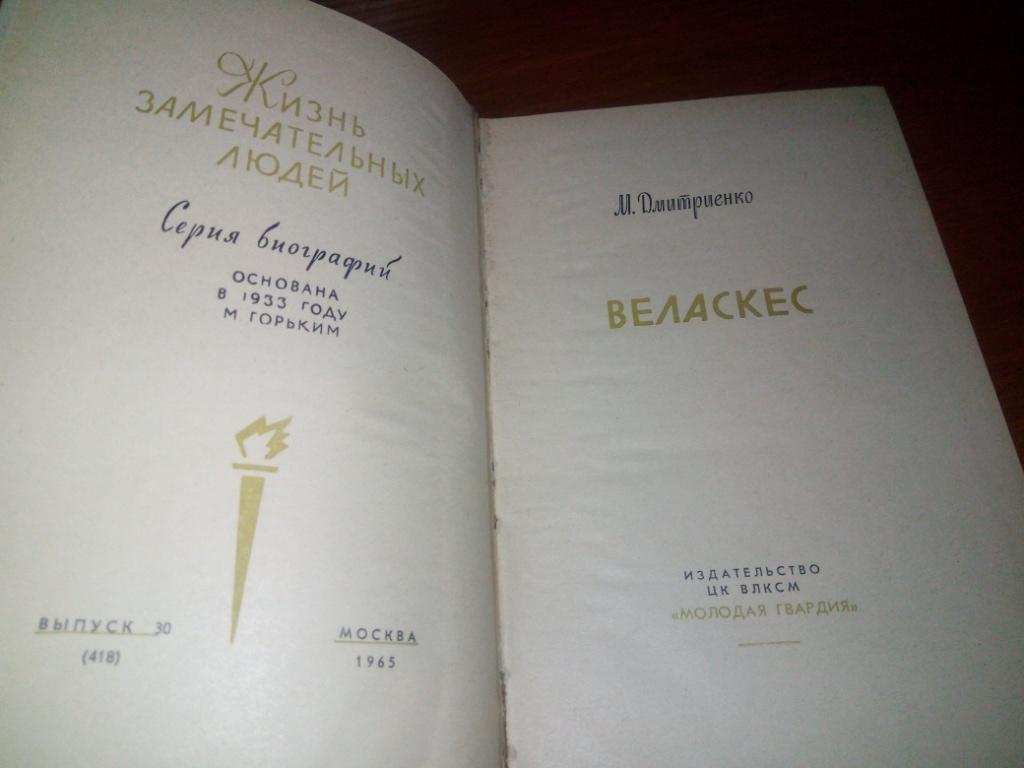 Жизнь
ЗАМЕЧАТЕЛЬНЫХ
ЛЮДЕЙ
Серия биографий
ОСНОВАНА
В 1933 ГОДУ
М ГОРЬКИМ
ВЫПУСК 30
(418)
МОСКВА
1965
М. Дмитриенко
ВЕЛАСКЕС
ИЗДАТЕЛЬСТВО
ЦК ВЛКСМ
«МОЛОДАЯ ГВАРДИЯ»